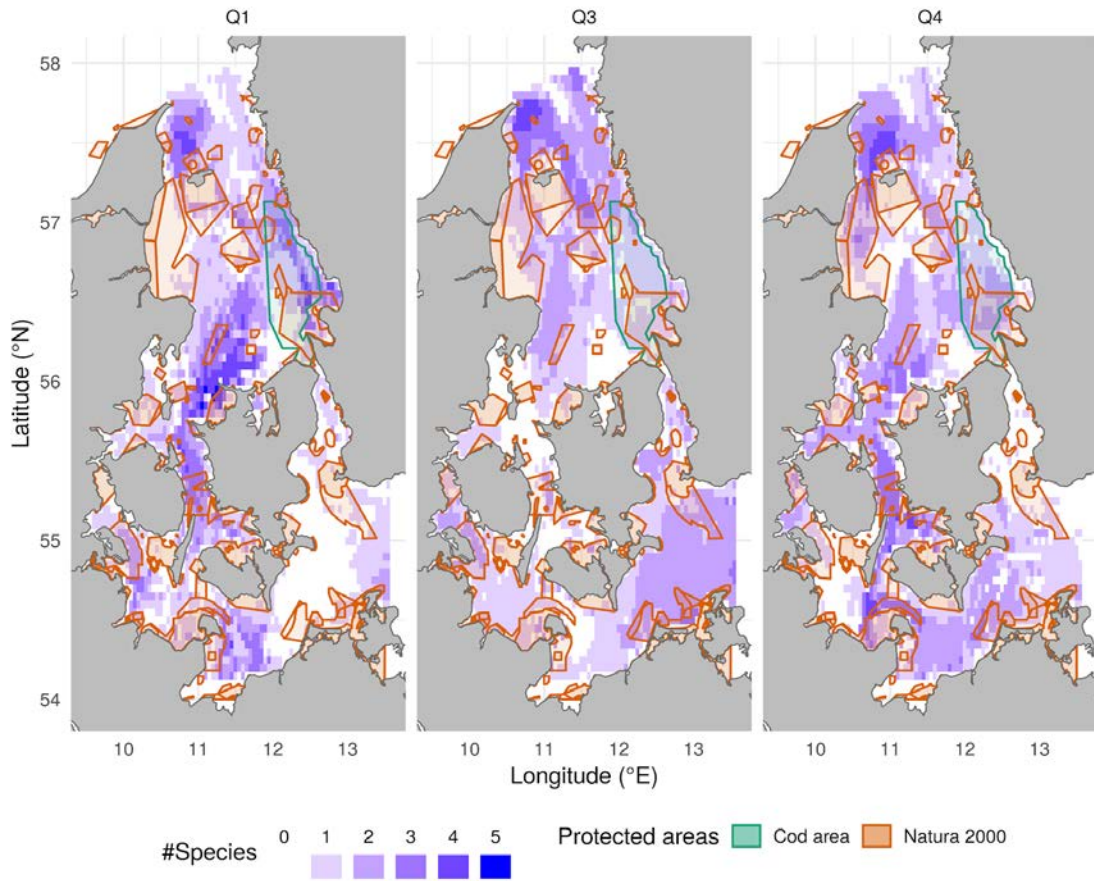 Q1 Q3 Q4
58
57
56
55
54
Latitude (°N)
10 11 12 13 10 11 12 13 10 11 12 13
Longitude (°E)
#Species 0 1 2 3 4 5 Protected areas Cod area Natura 2000